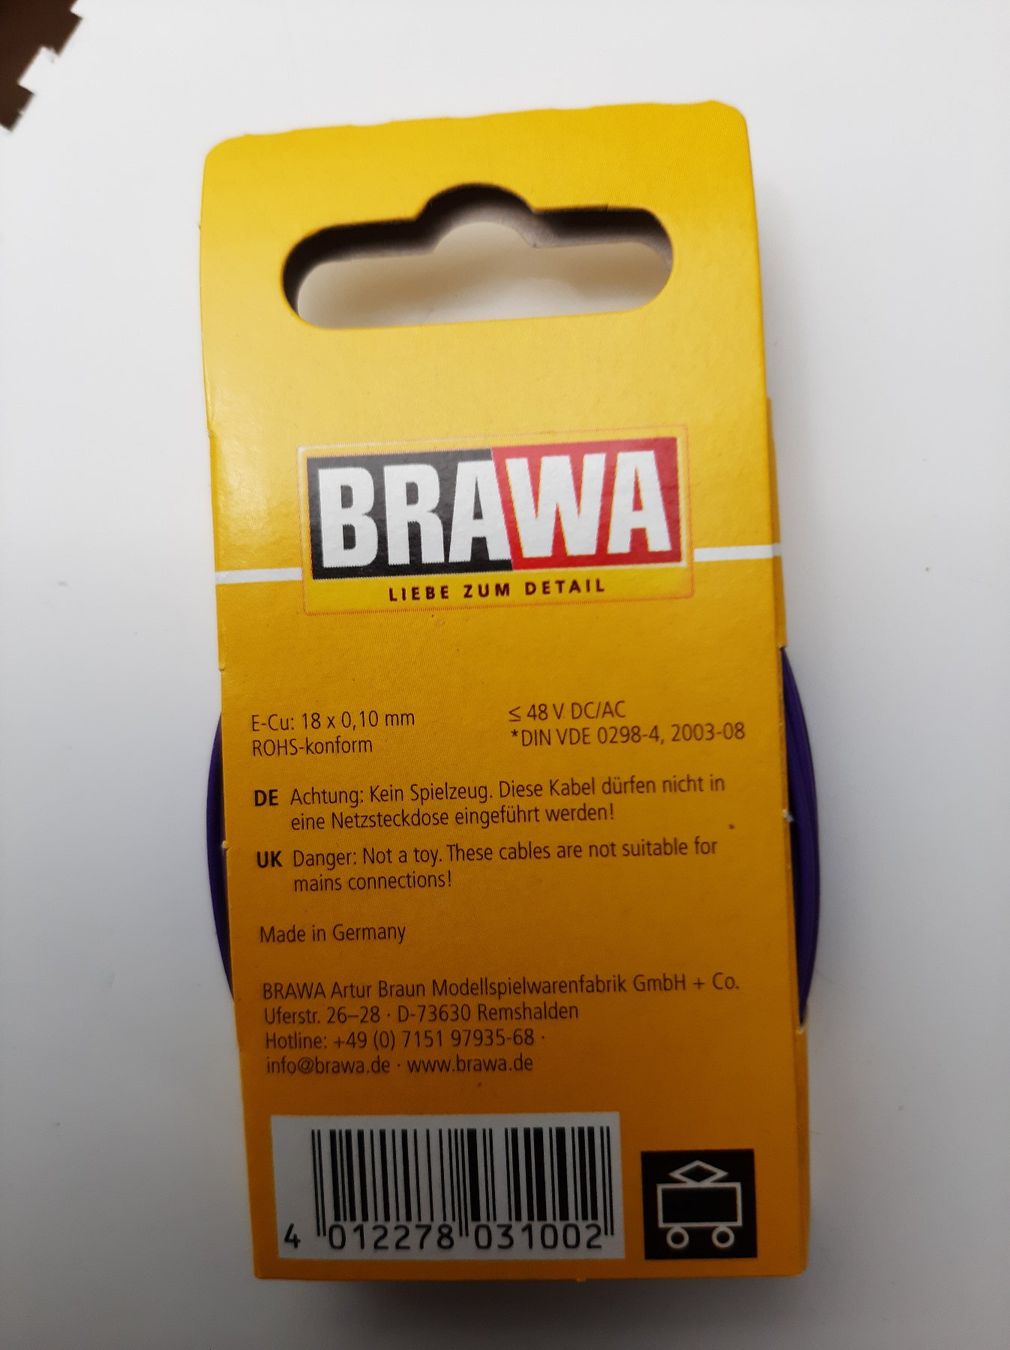 BRAWA
LIEBE ZUM DETAIL
E-Cu: 18 x 0,10 mm
ROHS-konform
≤ 48 V DC/AC
*DIN VDE 0298-4, 2003-08
DE Achtung: Kein Spielzeug. Diese Kabel dürfen nicht in
eine Netzsteckdose eingeführt werden!
UK Danger: Not a toy. These cables are not suitable for
mains connections!
Made in Germany
BRAWA Artur Braun Modellspielwarenfabrik GmbH + Co.
Uferstr. 26–28 · D-73630 Remshalden
Hotline: +49 (0) 7151 97935-68 ·
info@brawa.de · www.brawa.de
4 012278 031002